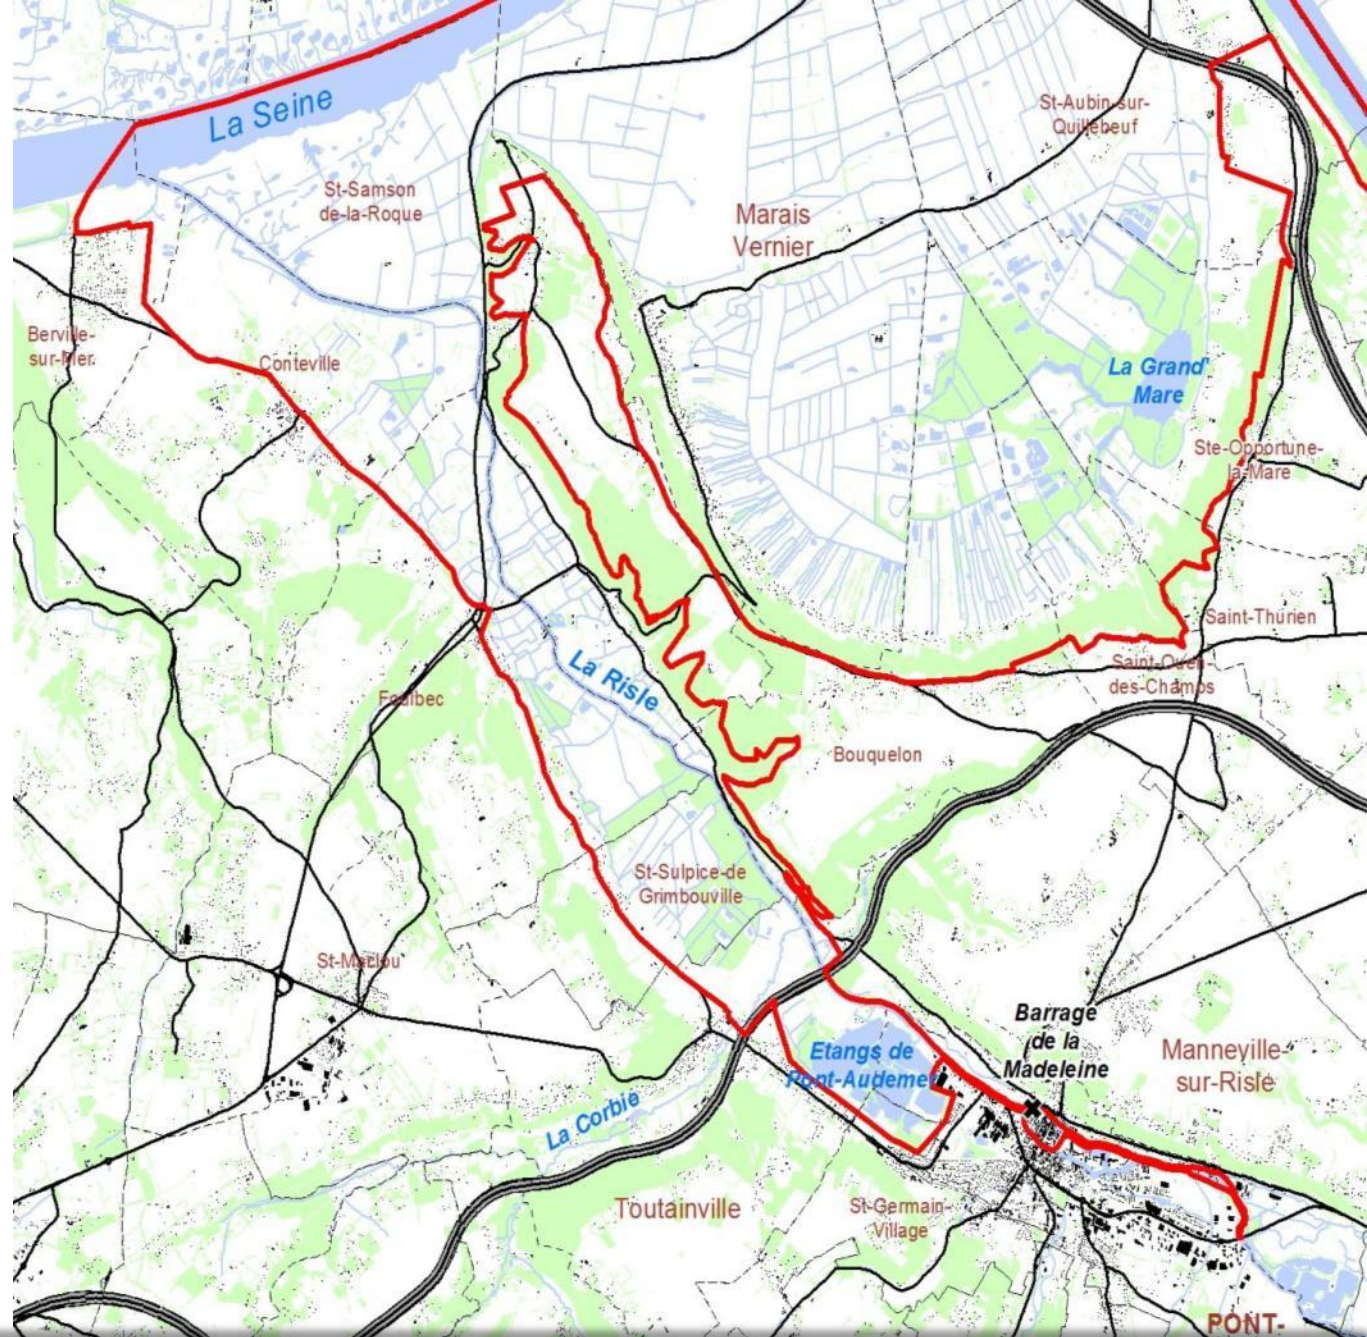 La Seine
St-Aubin-sur-
Quillebeuf
St-Samson
de-la-Roque
Marais
Vernier
Berville-
sur-Mer
Conteville
La Grand'
Mare
Ste-Opportune-
la-Mare
Saint-Thurien
La Risle
Saint-Ouen-
des-Champs
Foulbec
Bouquelon
St-Sulpice-de
Grimbouville
St-Maclou
Barrage
de la
Madeleine
Etangs de
Pont-Audemer
Manneville-
sur-Risle
La Corbie
Toutainville
St-Germain-
Village
PONT-